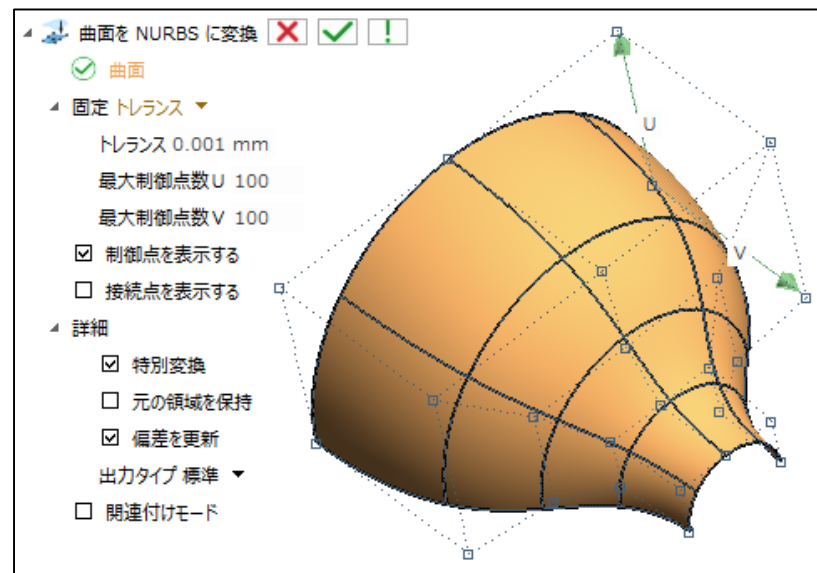 曲面を NURBS に変換
曲面
固定 トレランス
トレランス 0.001 mm
最大制御点数U 100
最大制御点数V 100
制御点を表示する
接続点を表示する
詳細
特別変換
元の領域を保持
偏差を更新
出力タイプ 標準
関連付けモード
U
V